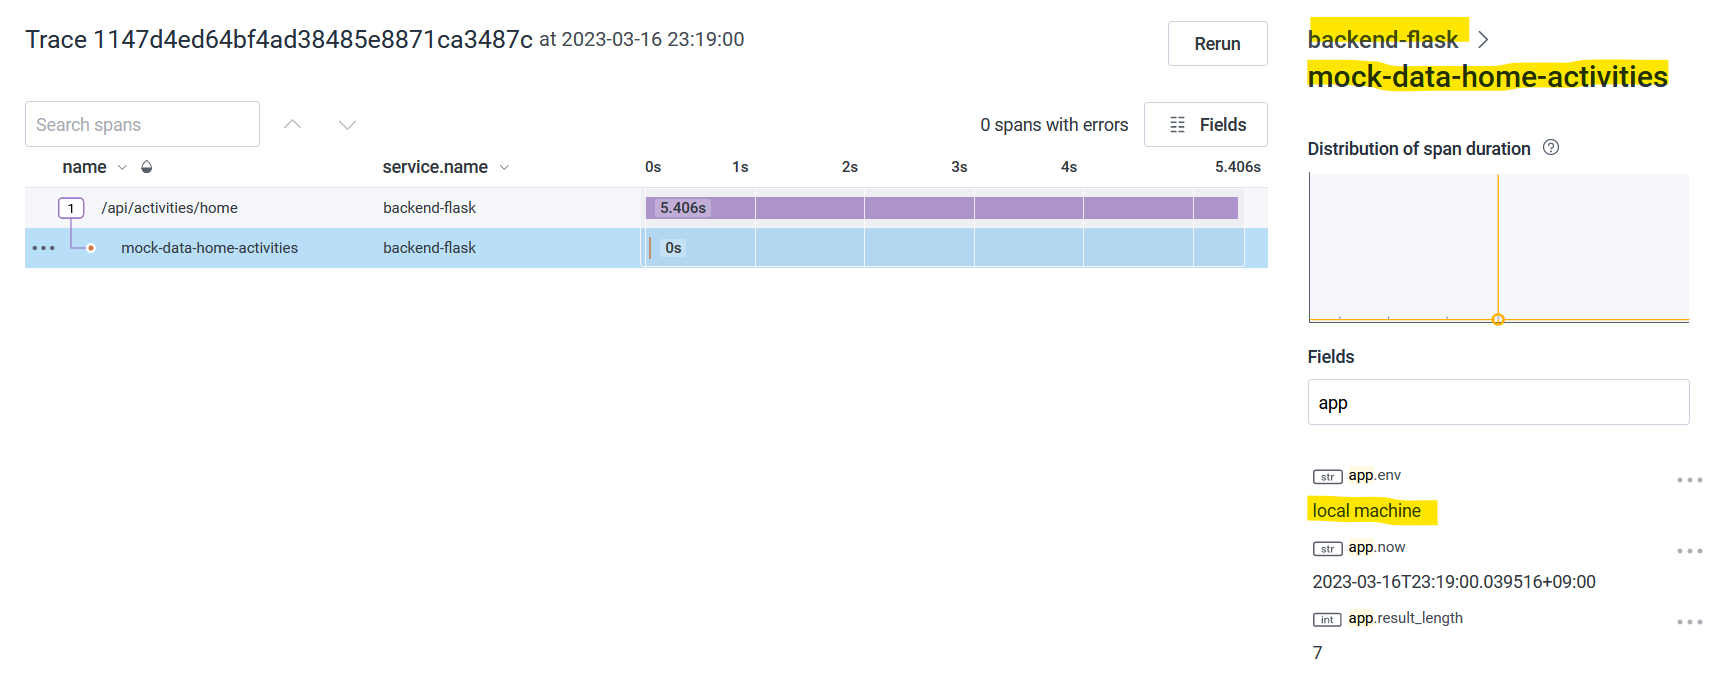 Trace 1147d4ed64bf4ad38485e8871ca3487c at 2023-03-16 23:19:00
Rerun
Search spans
0 spans with errors
Fields
name
service.name
0s 1s 2s 3s 4s 5.406s
1 /api/activities/home backend-flask 5.406s
mock-data-home-activities backend-flask 0s
backend-flask
mock-data-home-activities
Distribution of span duration
Fields
app
str app.env
local machine
str app.now
2023-03-16T23:19:00.039516+09:00
int app.result_length
7